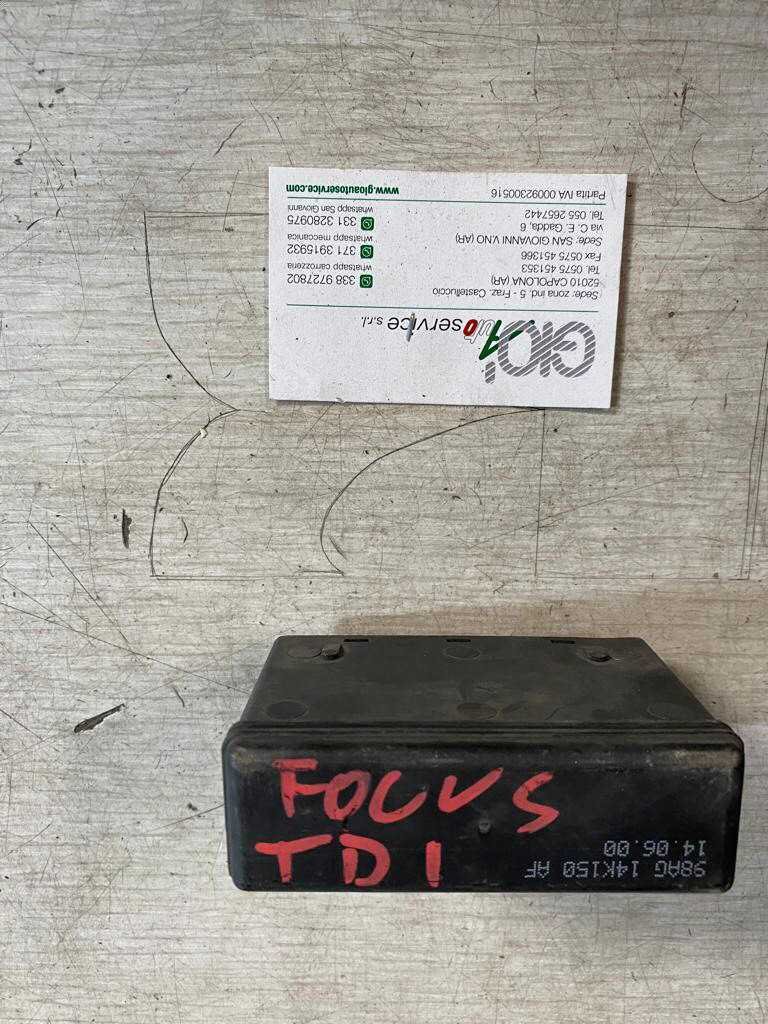 GIOi
Autoservice s.r.l.
Sede: zona ind. 5 - Fraz. Castelluccio
52010 CAPOLONA (AR)
Tel. 0575 451353
Fax 0575 451366
Sede: SAN GIOVANNI V.NO (AR)
via C. E. Gadda, 6
Tel. 055 2657442
Partita IVA 00092300516
338 9727802
whatsapp carrozzeria
371 3915932
whatsapp meccanica
331 3280975
whatsapp San Giovanni
www.gioautoservice.com
FOCUS
TDI
98AG 14K150 AF
14.06.00